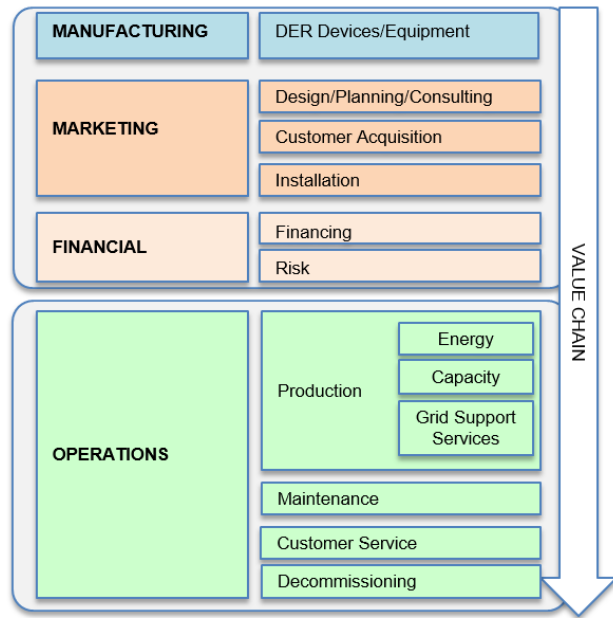 MANUFACTURING
DER Devices/Equipment
MARKETING
Design/Planning/Consulting
Customer Acquisition
Installation
FINANCIAL
Financing
Risk
VALUE CHAIN
OPERATIONS
Production
Energy
Capacity
Grid Support
Services
Maintenance
Customer Service
Decommissioning